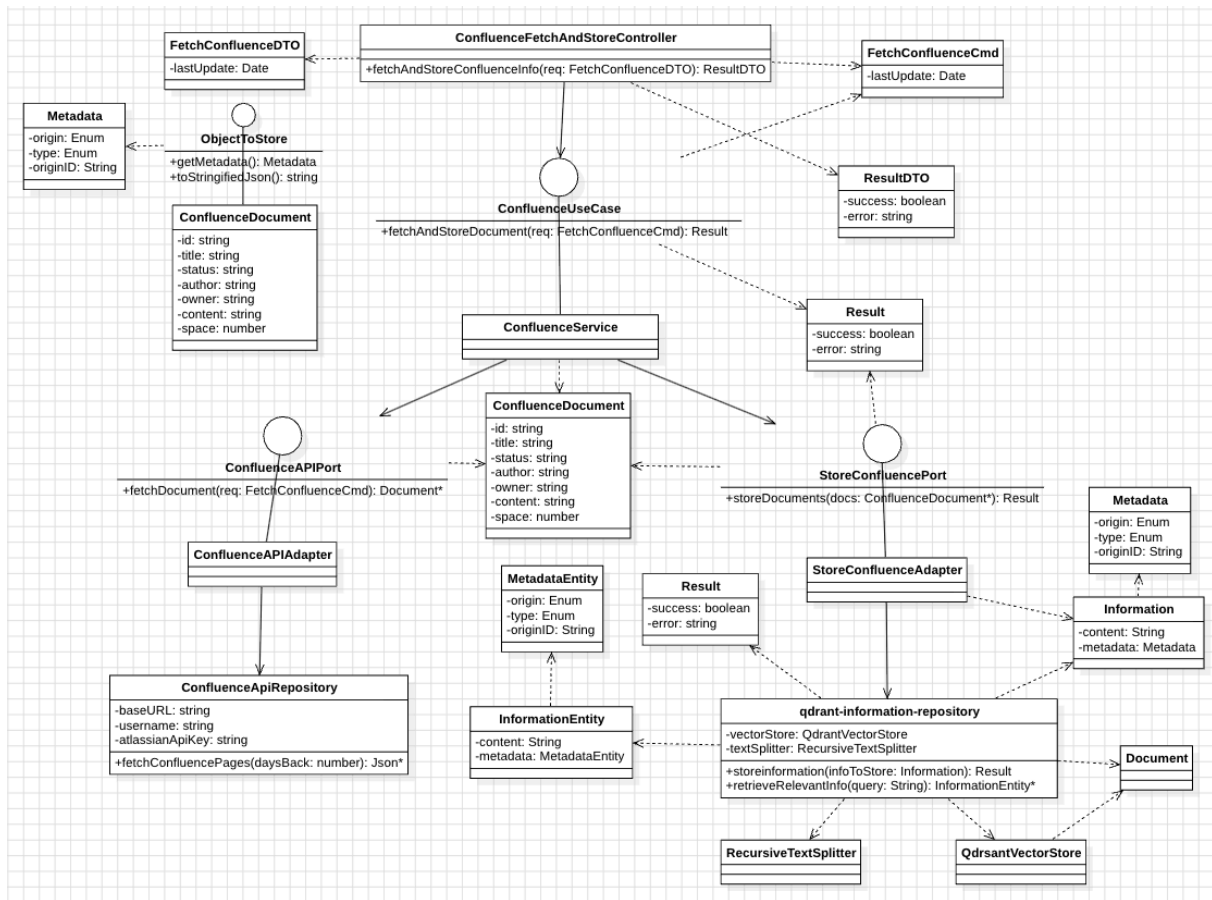 ConfluenceFetchAndStoreController
+fetchAndStoreConfluenceInfo(req: FetchConfluenceDTO): ResultDTO
FetchConfluenceDTO
-lastUpdate: Date
FetchConfluenceCmd
-lastUpdate: Date
Metadata
-origin: Enum
-type: Enum
-originID: String
ObjectToStore
+getMetadata(): Metadata
+toStringifiedJson(): string
ConfluenceDocument
-id: string
-title: string
-status: string
-author: string
-owner: string
-content: string
-space: number
ConfluenceUseCase
+fetchAndStoreDocument(req: FetchConfluenceCmd): Result
ResultDTO
-success: boolean
-error: string
ConfluenceService
Result
-success: boolean
-error: string
ConfluenceAPIPort
+fetchDocument(req: FetchConfluenceCmd): Document*
ConfluenceDocument
-id: string
-title: string
-status: string
-author: string
-owner: string
-content: string
-space: number
StoreConfluencePort
+storeDocuments(docs: ConfluenceDocument*): Result
Metadata
-origin: Enum
-type: Enum
-originID: String
ConfluenceAPIAdapter
MetadataEntity
-origin: Enum
-type: Enum
-originID: String
Result
-success: boolean
-error: string
StoreConfluenceAdapter
Information
-content: String
-metadata: Metadata
ConfluenceApiRepository
-baseURL: string
-username: string
-atlassianApiKey: string
+fetchConfluencePages(daysBack: number): Json*
InformationEntity
-content: String
-metadata: MetadataEntity
qdrant-information-repository
-vectorStore: QdrantVectorStore
-textSplitter: RecursiveTextSplitter
+storeinformation(infoToStore: Information): Result
+retrieveRelevantInfo(query: String): InformationEntity*
Document
RecursiveTextSplitter
QdrsantVectorStore